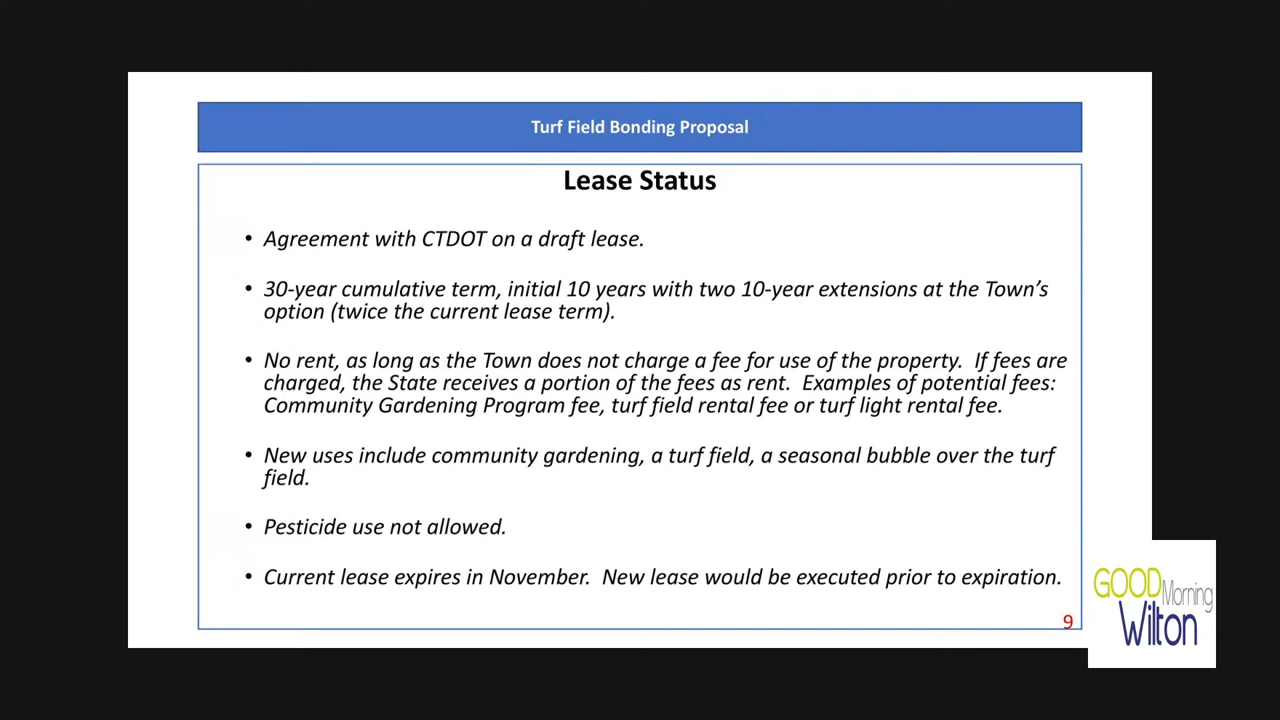 Turf Field Bonding Proposal
Lease Status
• Agreement with CTDOT on a draft lease.
• 30-year cumulative term, initial 10 years with two 10-year extensions at the Town’s
option (twice the current lease term).
• No rent, as long as the Town does not charge a fee for use of the property.  If fees are
charged, the State receives a portion of the fees as rent.  Examples of potential fees:
Community Gardening Program fee, turf field rental fee or turf light rental fee.
• New uses include community gardening, a turf field, a seasonal bubble over the turf
field.
• Pesticide use not allowed.
• Current lease expires in November.  New lease would be executed prior to expiration.
9
GOOD Morning
Wilton